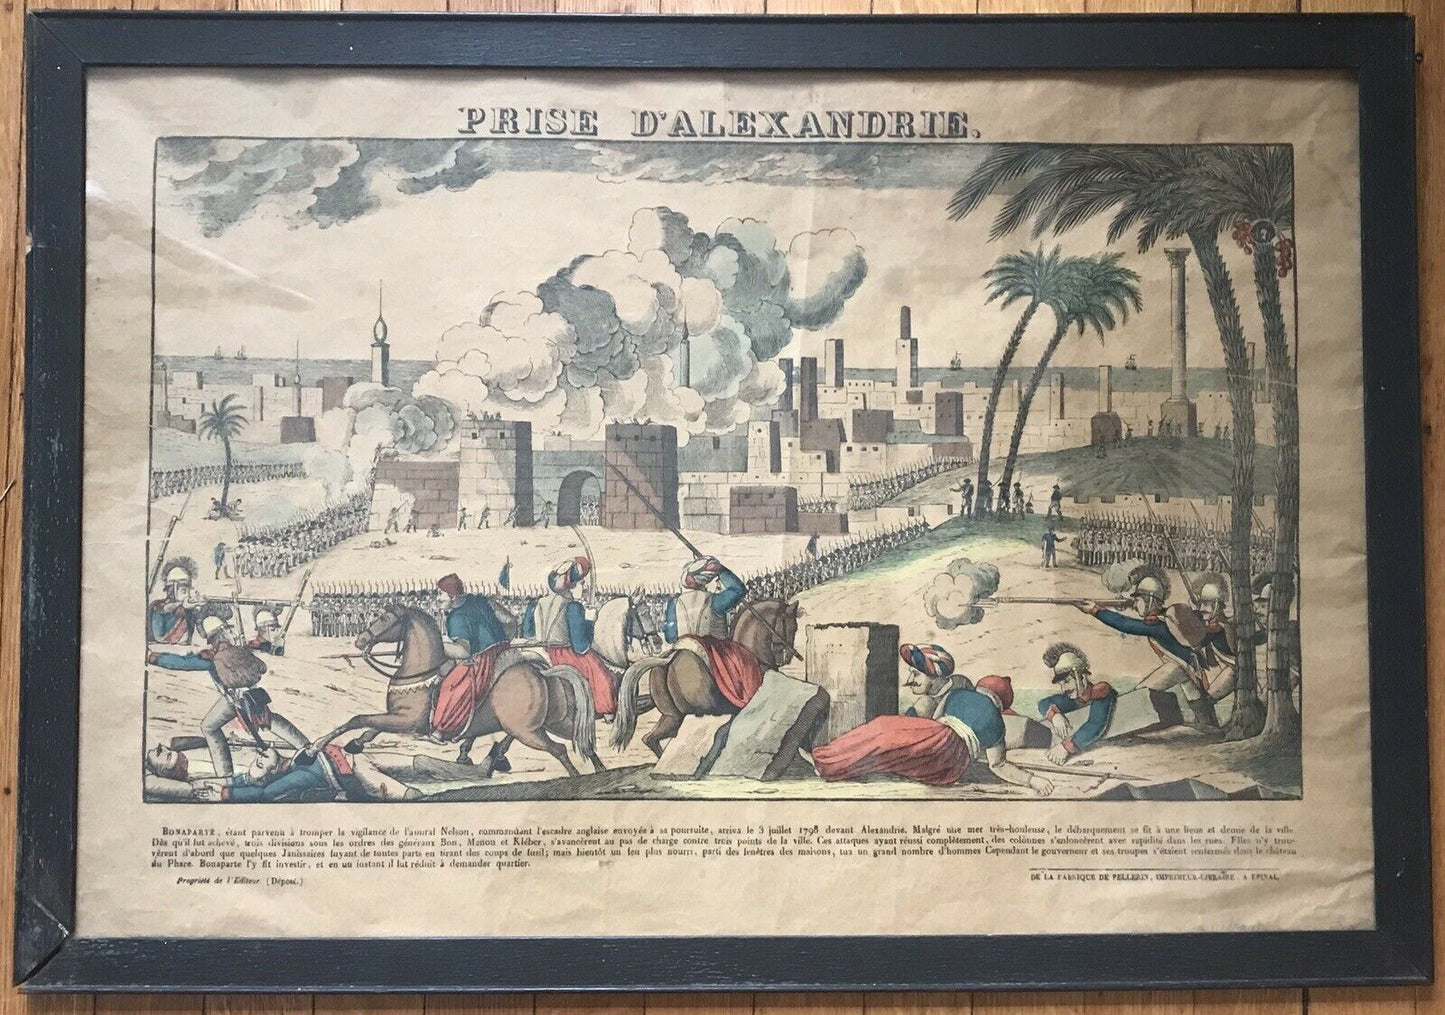 PRISE D'ALEXANDRIE.
BONAPARTE, étant parvenu à tromper la vigilance de l'amiral Nelson, commandant l'escadre anglaise envoyée à sa poursuite, arriva le 3 juillet 1798 devant Alexandrie. Malgré une mer très-houleuse, le débarquement se fit à une lieue et demie de la ville.
Dès qu'il fut achevé, trois divisions sous les ordres des généraux Bon, Manou et Kléber, s'avancèrent au pas de charge contre trois points de la ville. Ces attaques ayant réussi complètement, des colonnes s'enfoncèrent avec rapidité dans les rues. Elles n'y trou-
vèrent d'abord que quelques Janissaires fuyant de toutes parts en tirant des coups de fusil; mais bientôt un feu plus nourri, parti des fenêtres des maisons, tua un grand nombre d'hommes Cependant le gouverneur et ses troupes s'étaient renfermés dans le château
du Phare. Bonaparte l'y fit investir, et en un instant il fut réduit à demander quartier.
Propriété de l'Editeur. (Déposé.)
DE LA FABRIQUE DE PELLERIN, IMPRIMEUR-LIBRAIRE, A EPINAL.